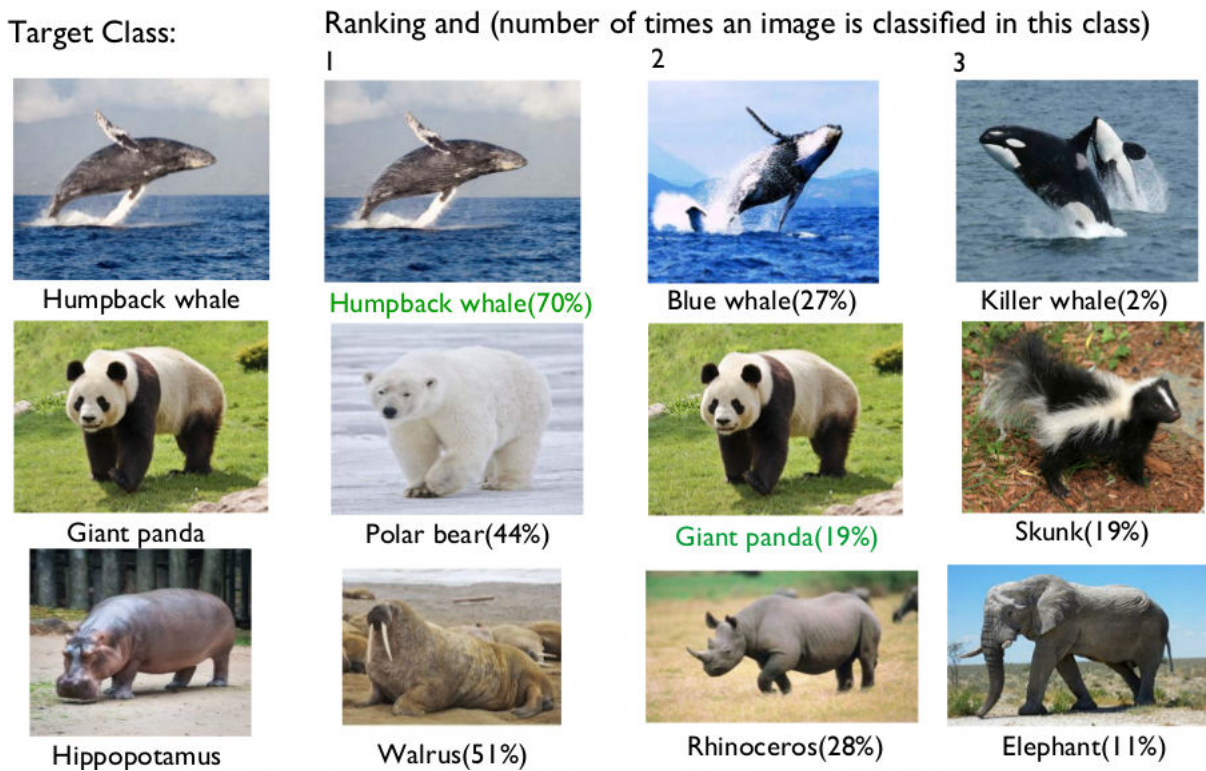 Target Class:
Ranking and (number of times an image is classified in this class)
1 2 3
Humpback whale Humpback whale(70%) Blue whale(27%) Killer whale(2%)
Giant panda Polar bear(44%) Giant panda(19%) Skunk(19%)
Hippopotamus Walrus(51%) Rhinoceros(28%) Elephant(11%)